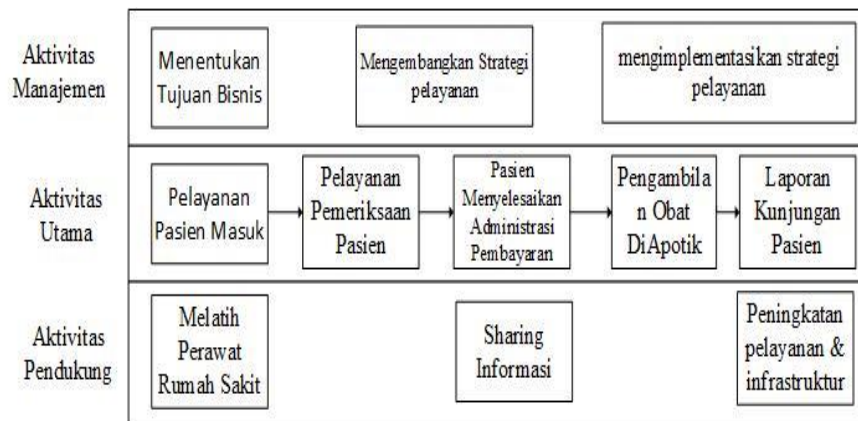 Aktivitas
Manajemen
Menentukan
Tujuan Bisnis
Mengembangkan Strategi
pelayanan
mengimplementasikan strategi
pelayanan
Aktivitas
Utama
Pelayanan
Pasien Masuk
Pelayanan
Pemeriksaan
Pasien
Pasien
Menyelesaikan
Administrasi
Pembayaran
Pengambila
n Obat
DiApotik
Laporan
Kunjungan
Pasien
Aktivitas
Pendukung
Melatih
Perawat
Rumah Sakit
Sharing
Informasi
Peningkatan
pelayanan &
infrastruktur